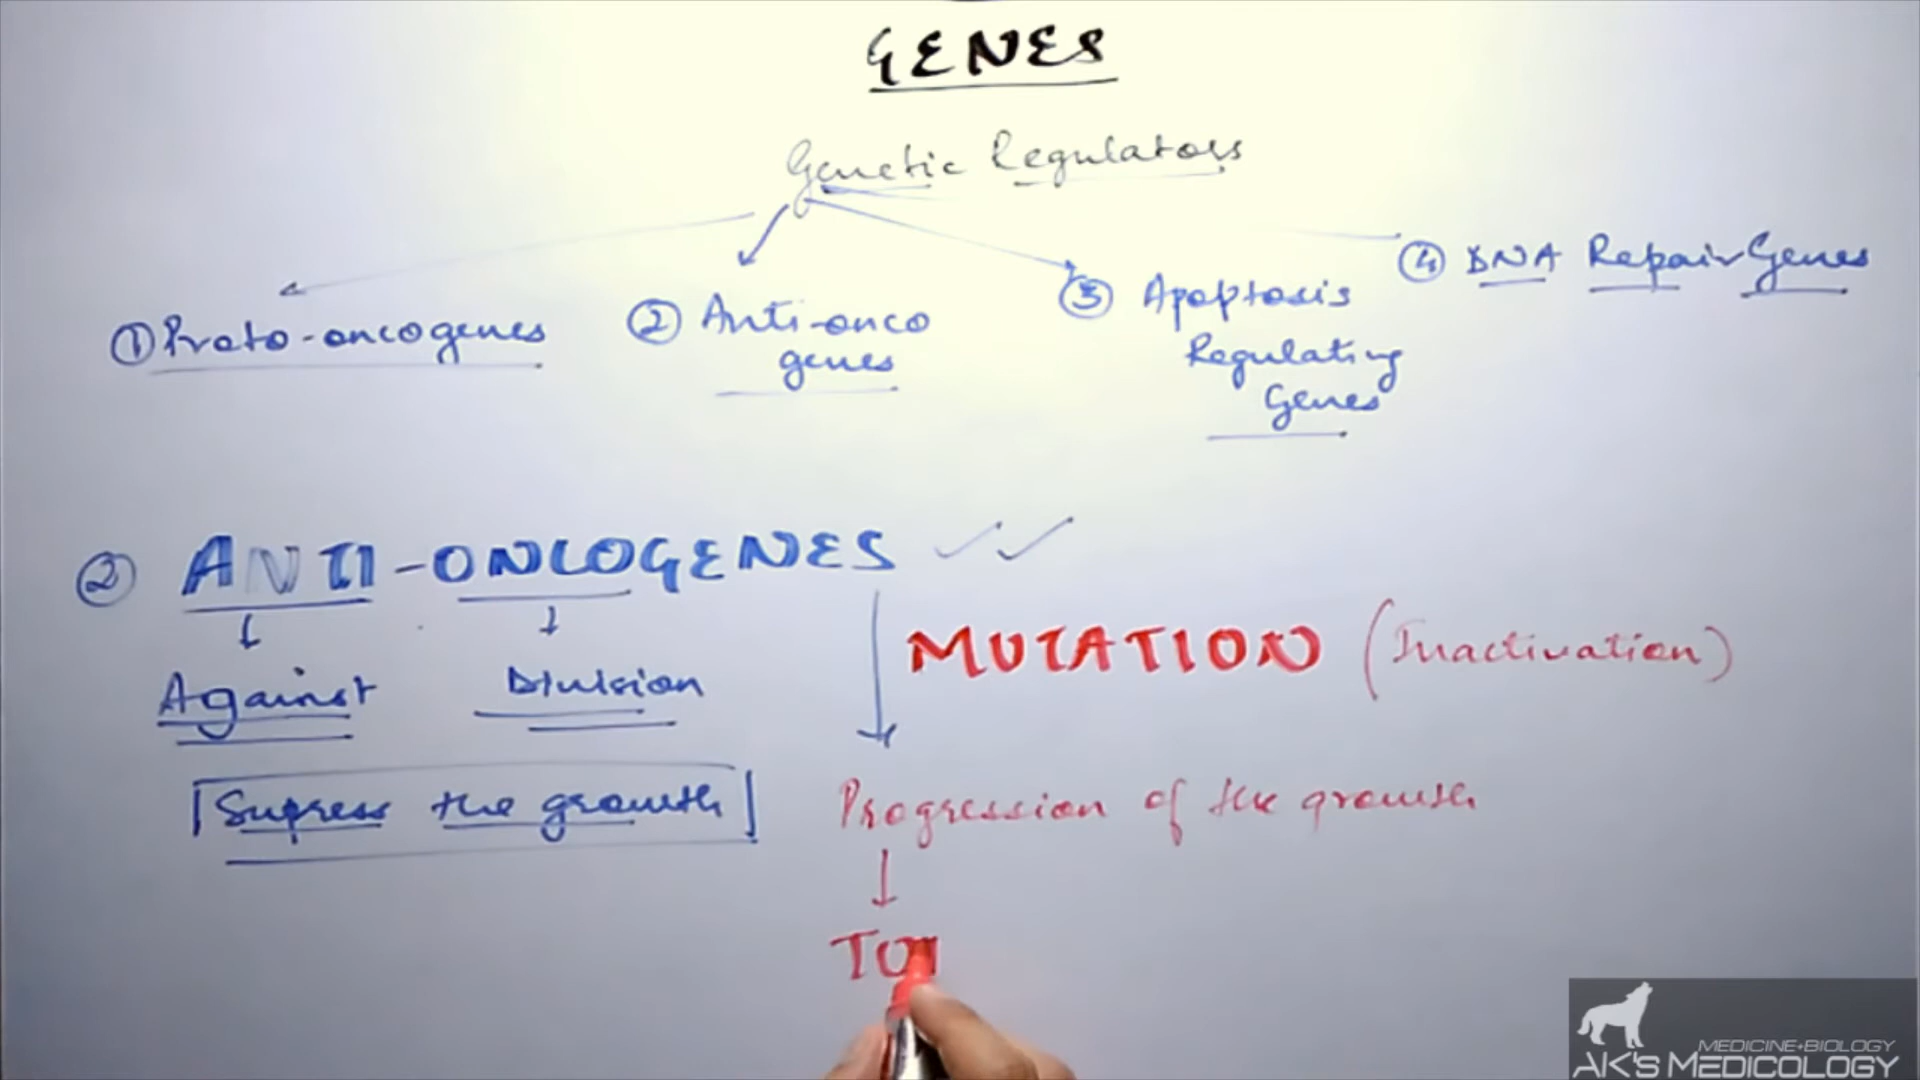 GENES
Genetic Regulators
① Proto-oncogenes
② Anti-onco
genes
③ Apoptosis
Regulating
Genes
④ DNA Repair Genes
② ANTI-ONCOGENES
Against
Division
[Supress the growth]
MUTATION (Inactivation)
Progression of the growth
TU
MEDICINE+BIOLOGY
AK'S MEDICOLOGY